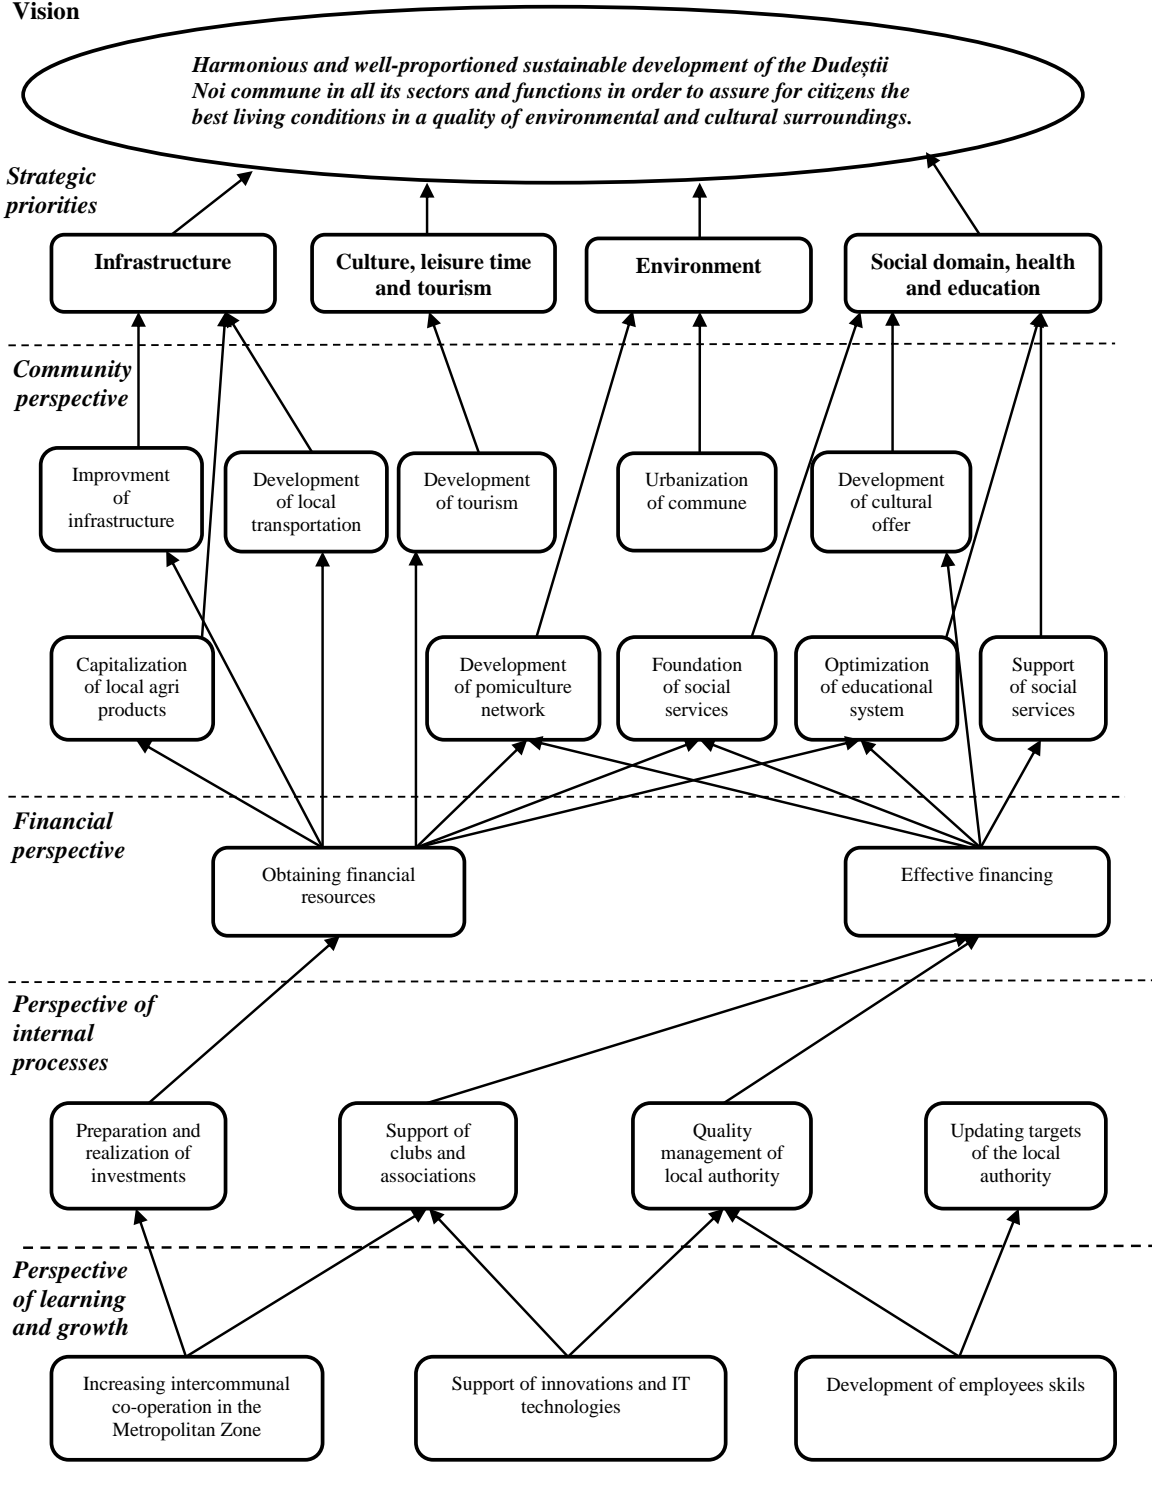 Vision
Harmonious and well-proportioned sustainable development of the Dudeștii
Noi commune in all its sectors and functions in order to assure for citizens the
best living conditions in a quality of environmental and cultural surroundings.
Strategic
priorities
Infrastructure
Culture, leisure time
and tourism
Environment
Social domain, health
and education
Community
perspective
Improvment
of
infrastructure
Development
of local
transportation
Development
of tourism
Urbanization
of commune
Development
of cultural
offer
Capitalization
of local agri
products
Development
of pomiculture
network
Foundation
of social
services
Optimization
of educational
system
Support
of social
services
Financial
perspective
Obtaining financial
resources
Effective financing
Perspective of
internal
processes
Preparation and
realization of
investments
Support of
clubs and
associations
Quality
management of
local authority
Updating targets
of the local
authority
Perspective
of learning
and growth
Increasing intercommunal
co-operation in the
Metropolitan Zone
Support of innovations and IT
technologies
Development of employees skils